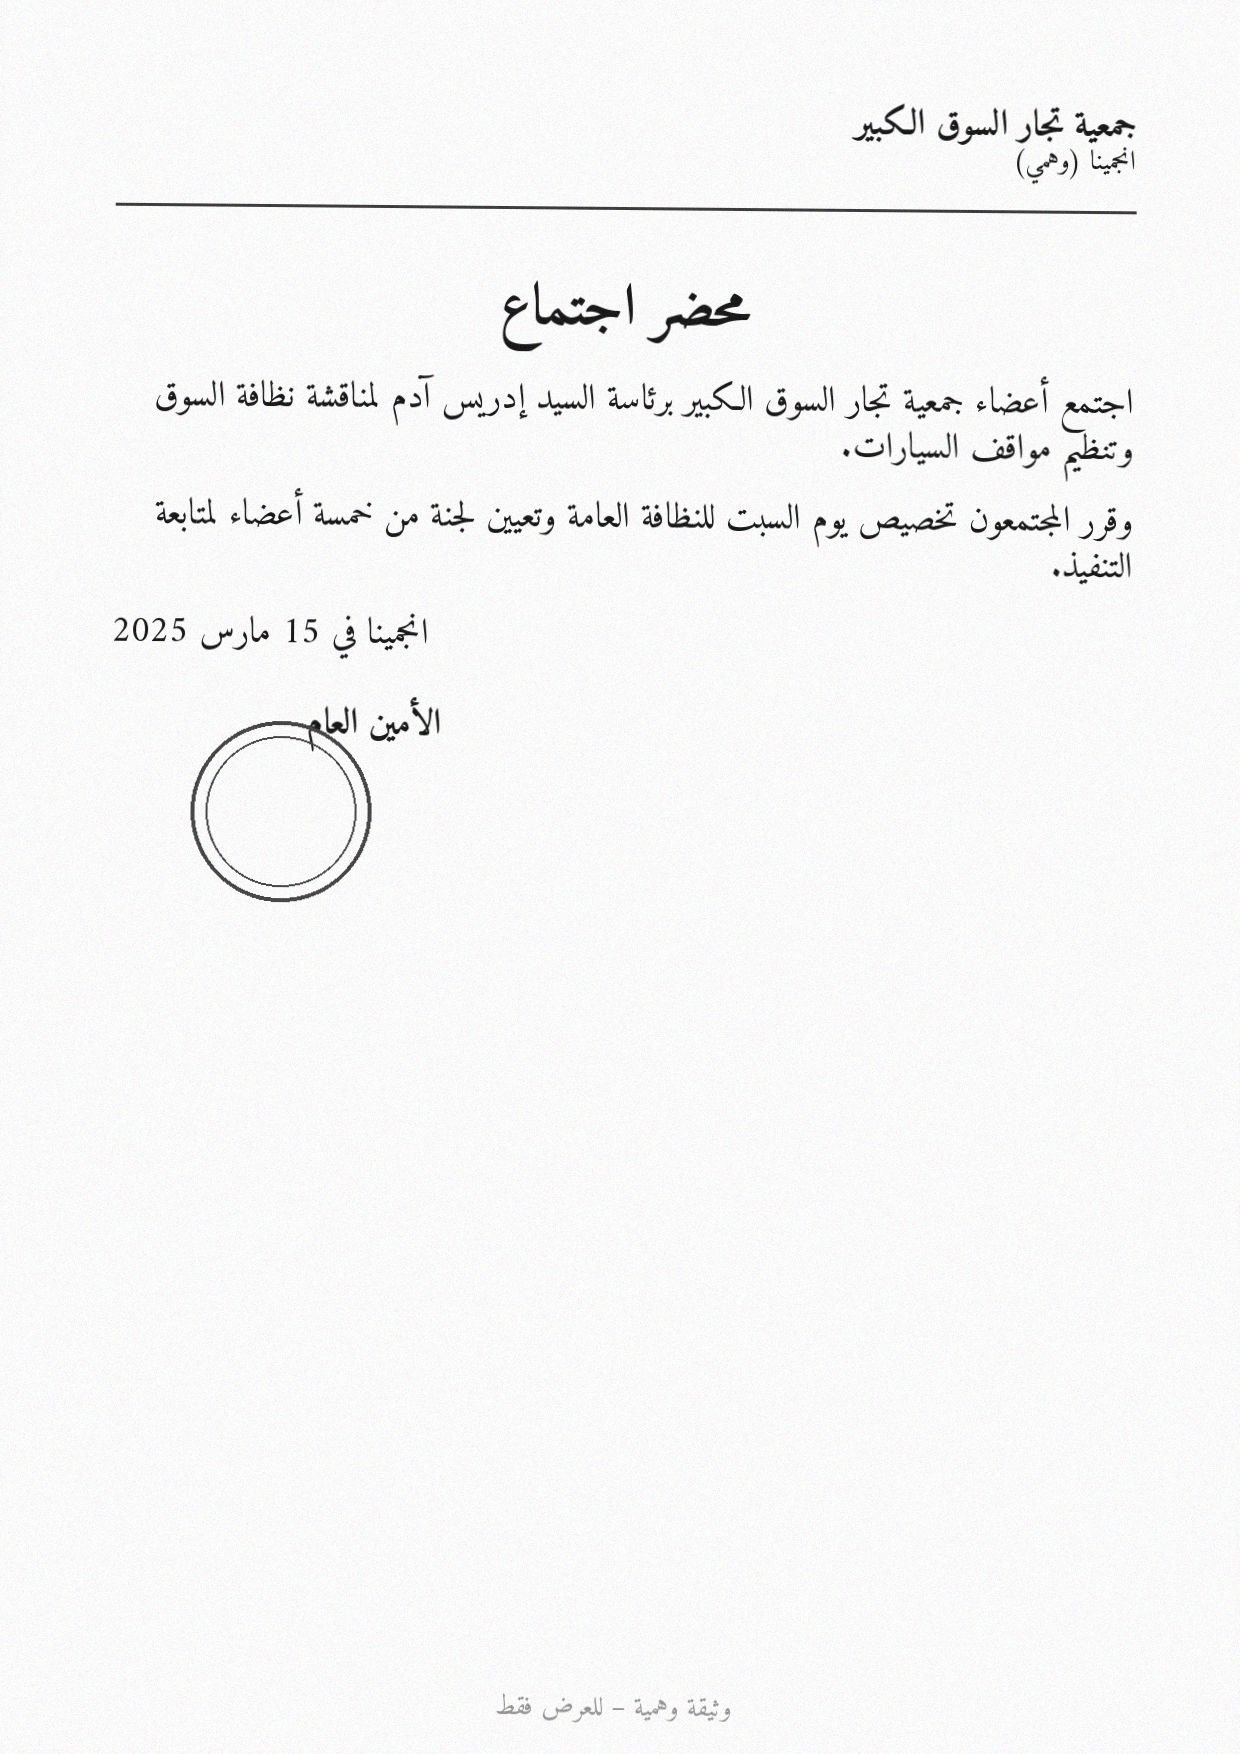 جمعية تجار السوق الكبير
انجمينا (وهمي)
محضر اجتماع
اجتمع أعضاء جمعية تجار السوق الكبير برئاسة السيد إدريس آدم لمناقشة نظافة السوق
وتنظيم مواقف السيارات.
وقرر المجتمعون تخصيص يوم السبت للنظافة العامة وتعيين لجنة من خمسة أعضاء لمتابعة
التنفيذ.
انجمينا في 15 مارس 2025
الأمين العام
وثيقة وهمية – للعرض فقط